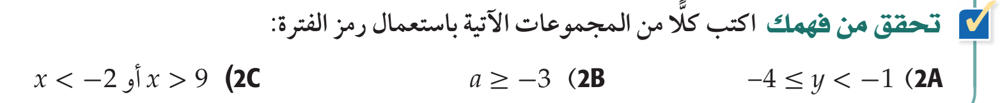 تحقق من فهمك اكتب كلًّا من المجموعات الآتية باستعمال رمز الفترة:
(2A −4 ≤ y < −1 (2B a ≥ −3 (2C x > 9 أو x < −2